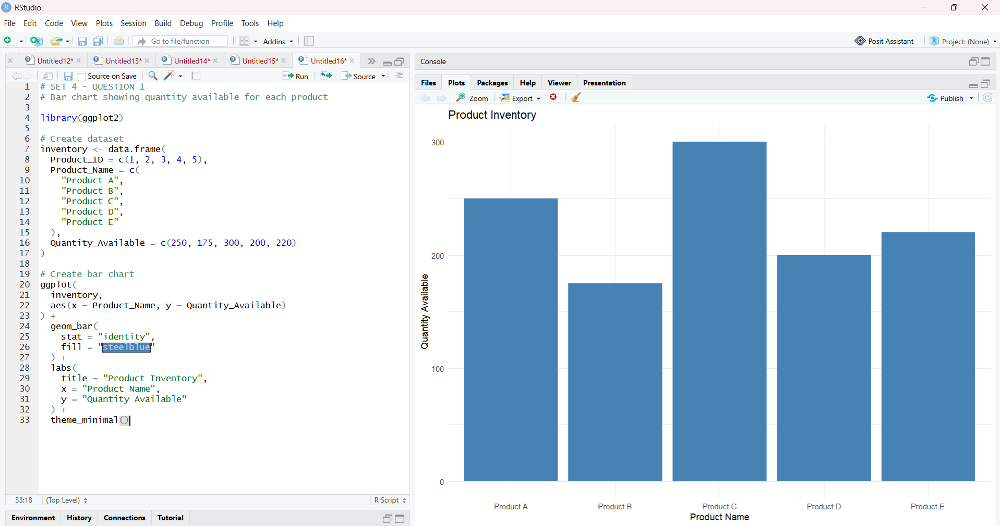 RStudio
File Edit Code View Plots Session Build Debug Profile Tools Help
Go to file/function Addins Posit Assistant Project: (None)
Untitled12* Untitled13* Untitled14* Untitled15* Untitled16*
Source on Save Run Source
1 # SET 4 - QUESTION 1
2 # Bar chart showing quantity available for each product
3
4 library(ggplot2)
5
6 # Create dataset
7 inventory <- data.frame(
8 Product_ID = c(1, 2, 3, 4, 5),
9 Product_Name = c(
10 "Product A",
11 "Product B",
12 "Product C",
13 "Product D",
14 "Product E"
15 ),
16 Quantity_Available = c(250, 175, 300, 200, 220)
17 )
18
19 # Create bar chart
20 ggplot(
21 inventory,
22 aes(x = Product_Name, y = Quantity_Available)
23 ) +
24 geom_bar(
25 stat = "identity",
26 fill = "steelblue"
27 ) +
28 labs(
29 title = "Product Inventory",
30 x = "Product Name",
31 y = "Quantity Available"
32 ) +
33 theme_minimal()
33:18 (Top Level) R Script
Environment History Connections Tutorial
Console
Files Plots Packages Help Viewer Presentation
Zoom Export Publish
Product Inventory
300
200
100
0
Quantity Available
Product A Product B Product C Product D Product E
Product Name